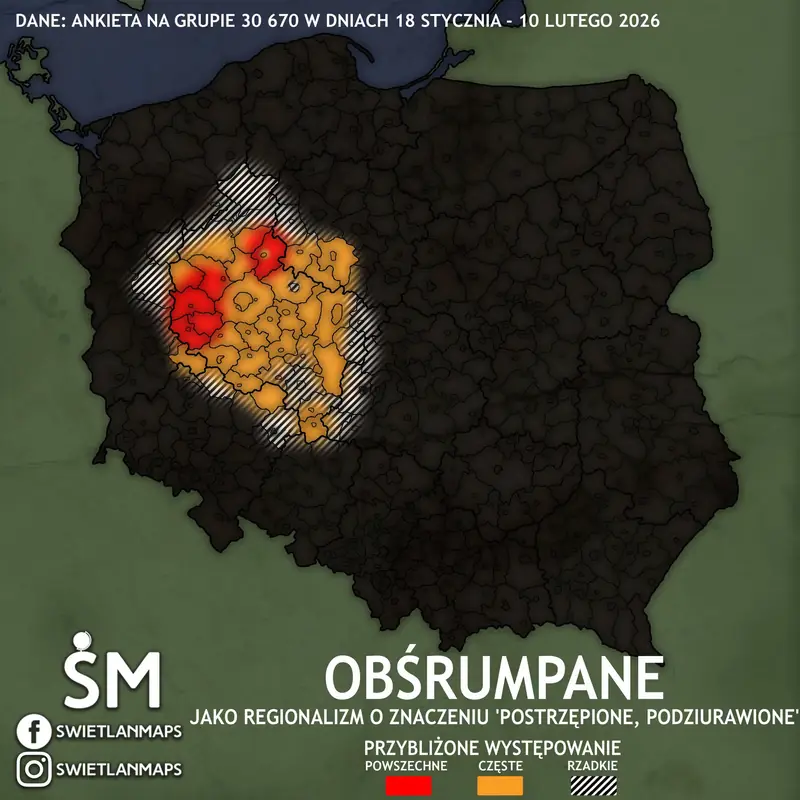 DANE: ANKIETA NA GRUPIE 30 670 W DNIACH 18 STYCZNIA - 10 LUTEGO 2026
ŚM
SWIETLANMAPS
SWIETLANMAPS
OBŚRUMPANE
JAKO REGIONALIZM O ZNACZENIU 'POSTRZĘPIONE, PODZIURAWIONE'
PRZYBLIŻONE WYSTĘPOWANIE
POWSZECHNE CZĘSTE RZADKIE